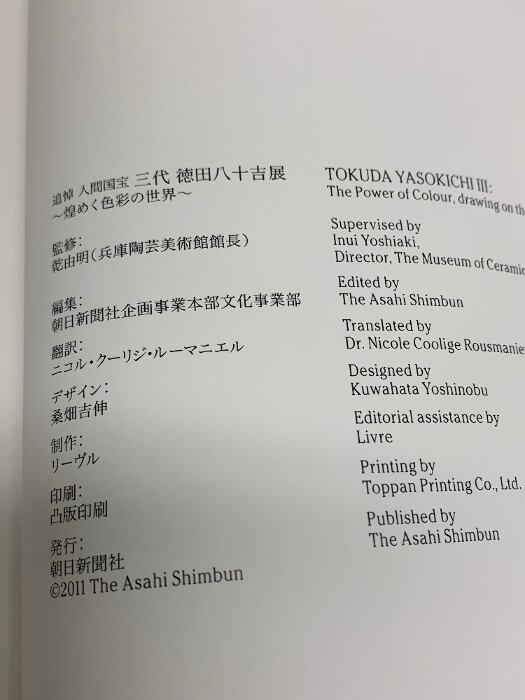 追悼 人間国宝 三代 徳田八十吉展
～煌めく色彩の世界～
監修：
乾由明（兵庫陶芸美術館館長）
編集：
朝日新聞社企画事業本部文化事業部
翻訳：
ニコル・クーリジ・ルーマニエル
デザイン：
桑畑吉伸
制作：
リーヴル
印刷：
凸版印刷
発行：
朝日新聞社
©2011 The Asahi Shimbun
TOKUDA YASOKICHI III:
The Power of Colour, drawing on
Supervised by
Inui Yoshiaki,
Director, The Museum of
Edited by
The Asahi Shimbun
Translated by
Dr. Nicole Coolige
Designed by
Kuwahata Yoshinobu
Editorial assistance by
Livre
Printing by
Toppan Printing Co., Ltd.
Published by
The Asahi Shimbun